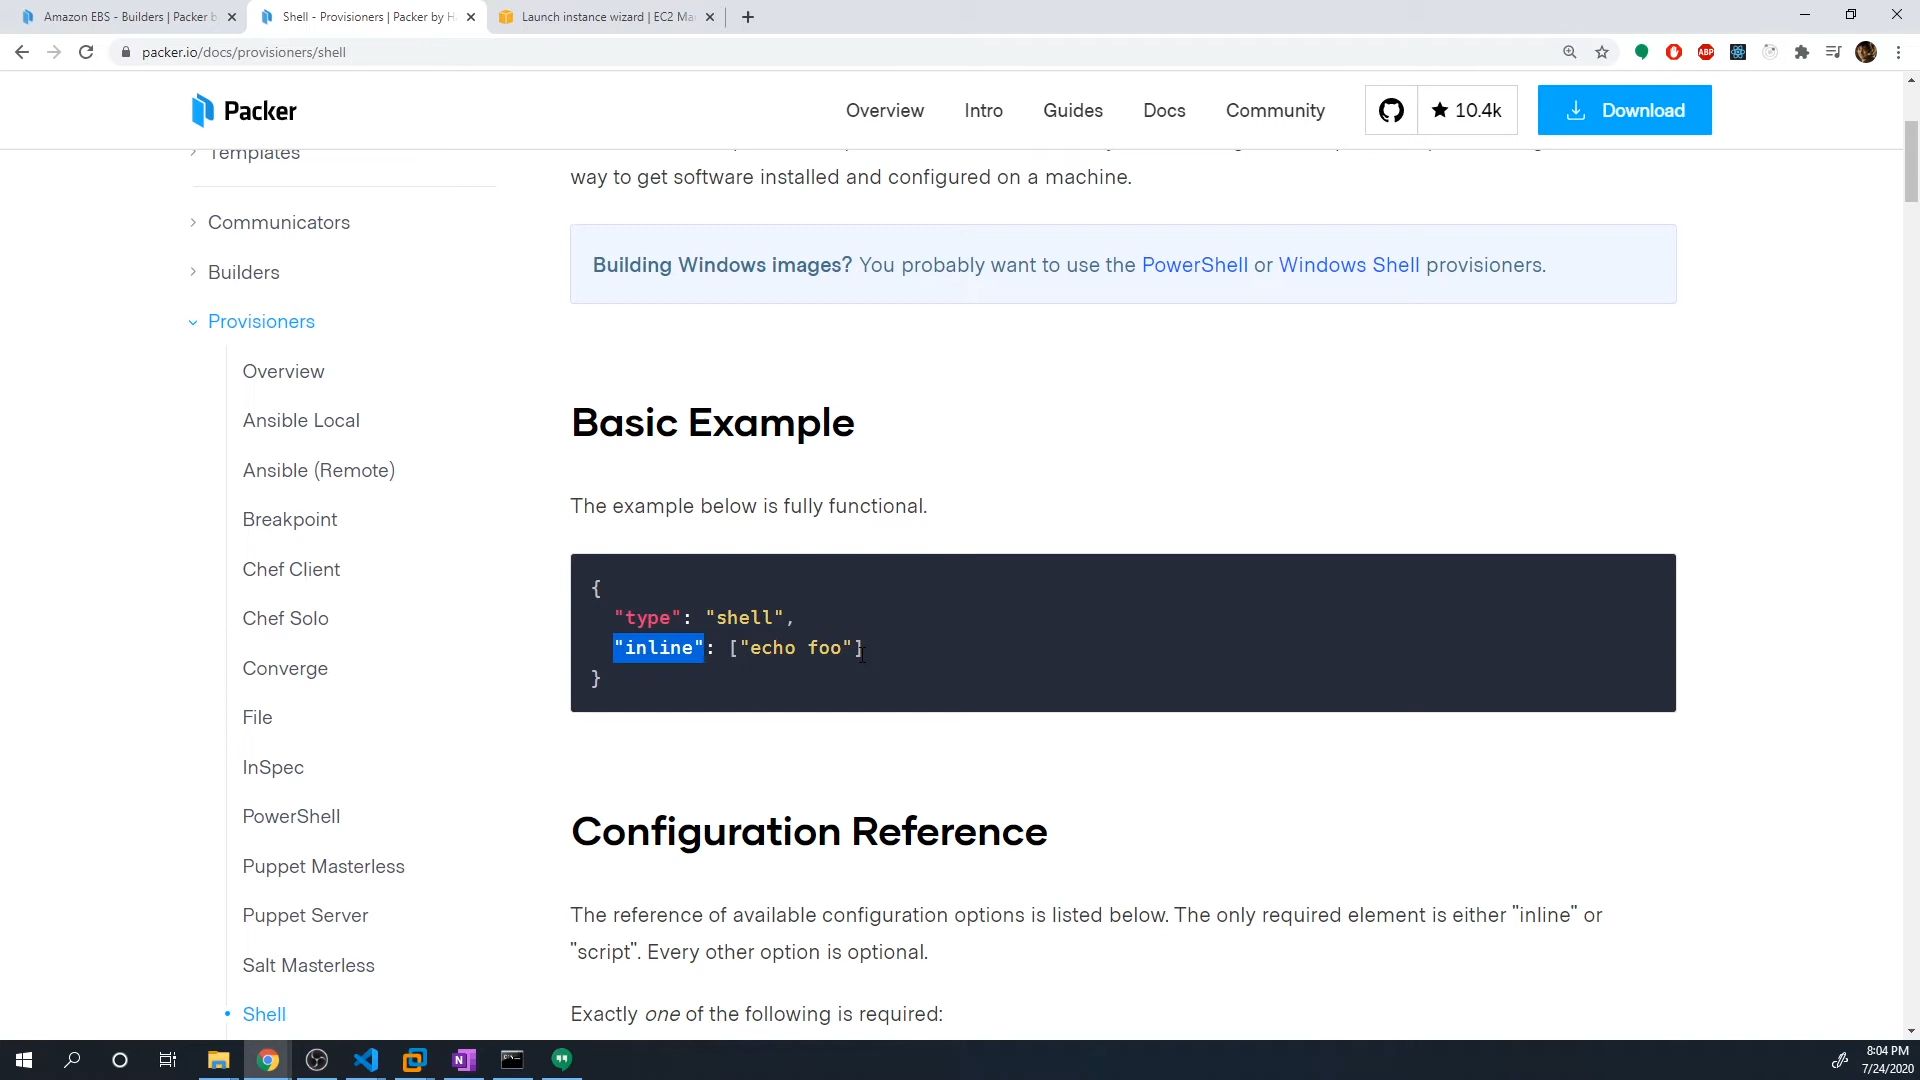 Amazon EBS - Builders | Packer b
Shell - Provisioners | Packer by H
Launch instance wizard | EC2 Ma
packer.io/docs/provisioners/shell
ABP
Packer
Overview
Intro
Guides
Docs
Community
10.4k
Download
Templates
Communicators
Builders
Provisioners
Overview
Ansible Local
Ansible (Remote)
Breakpoint
Chef Client
Chef Solo
Converge
File
InSpec
PowerShell
Puppet Masterless
Puppet Server
Salt Masterless
Shell
way to get software installed and configured on a machine.
Building Windows images? You probably want to use the PowerShell or Windows Shell provisioners.
Basic Example
The example below is fully functional.
{
"type": "shell",
"inline": ["echo foo"]
}
Configuration Reference
The reference of available configuration options is listed below. The only required element is either "inline" or
"script". Every other option is optional.
Exactly one of the following is required:
8:04 PM
7/24/2020